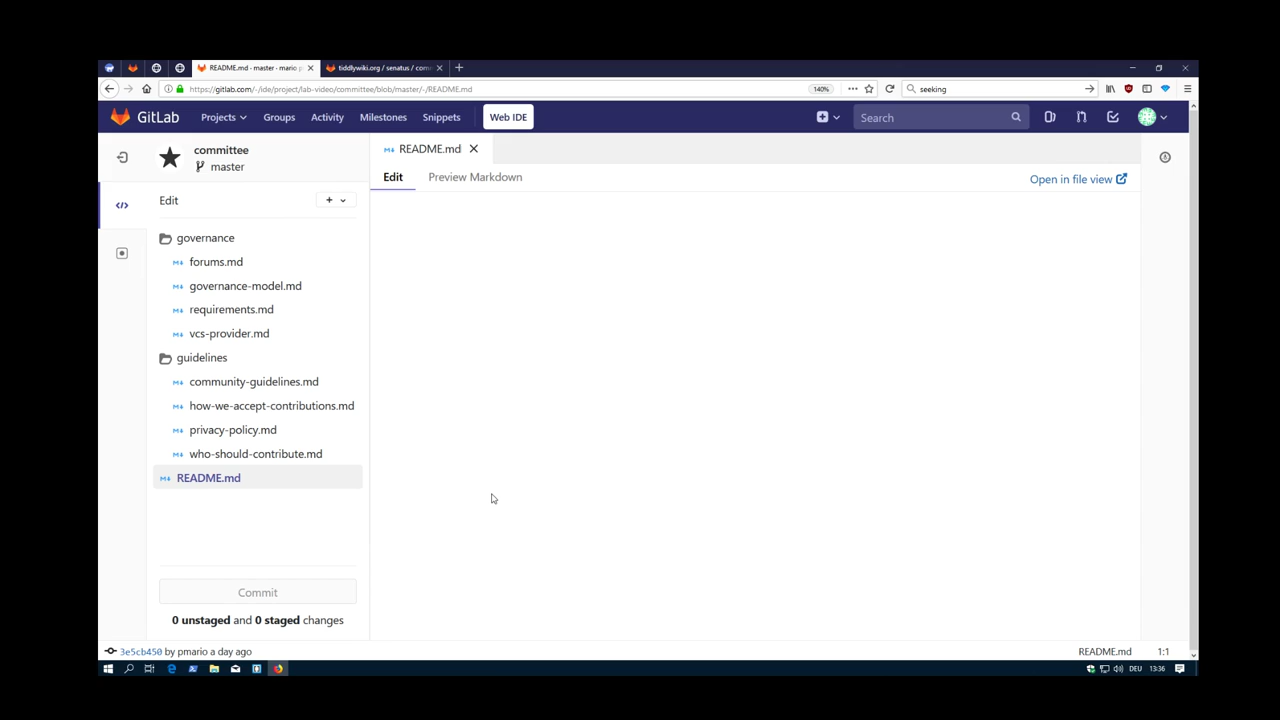 README.md - master - mario p
tiddlywiki.org / senatus / com
https://gitlab.com/-/ide/project/lab-video/committee/blob/master/-/README.md
140%
seeking
GitLab
Projects
Groups
Activity
Milestones
Snippets
Web IDE
Search
committee
master
README.md
Edit
Preview Markdown
Open in file view
Edit
governance
forums.md
governance-model.md
requirements.md
vcs-provider.md
guidelines
community-guidelines.md
how-we-accept-contributions.md
privacy-policy.md
who-should-contribute.md
README.md
Commit
0 unstaged and 0 staged changes
3e5cb450 by pmario a day ago
README.md
1:1
DEU
13:36